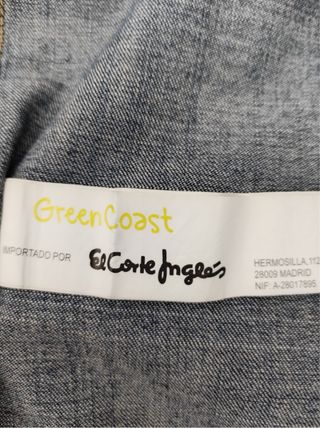 GreenCoast
IMPORTADO POR El Corte Inglés
HERMOSILLA, 112
28009 MADRID
NIF: A-28017895